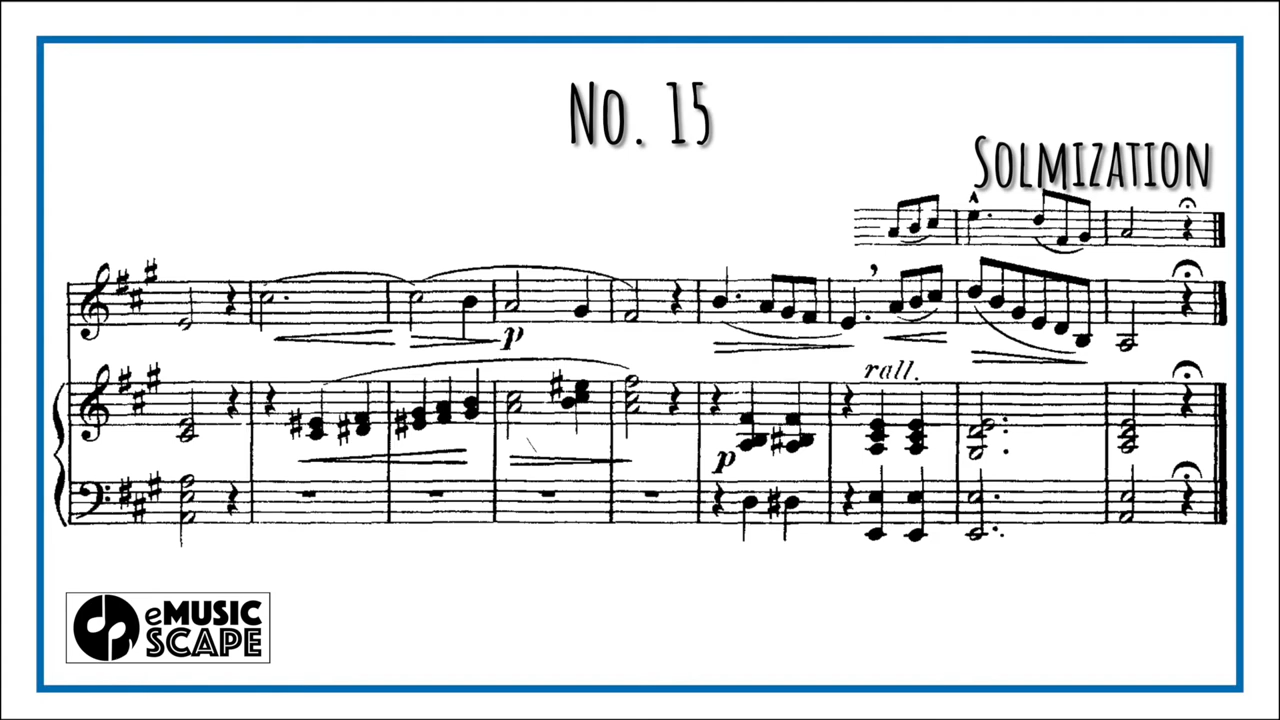 No. 15
Solmization
p
rall.
p
eMUSIC
SCAPE